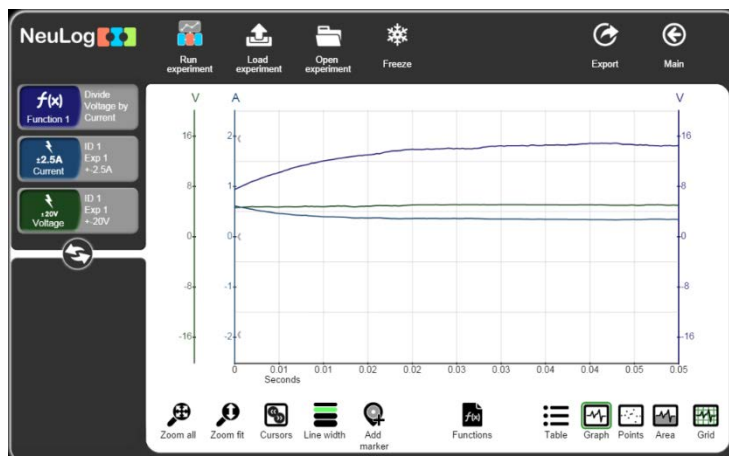 NeuLog
Run
experiment
Load
experiment
Open
experiment
Freeze
Export
Main
f(x)
Function 1
Divide
Voltage by
Current
±2.5A
Current
ID 1
Exp 1
+-2.5A
±20V
Voltage
ID 1
Exp 1
+-20V
V
A
V
16
2
16
8
1
8
0
0
0
-8
-1
-8
-16
-2
-16
0
0.01
0.01
0.02
0.02
0.03
0.03
0.04
0.04
0.05
0.05
Seconds
Zoom all
Zoom fit
Cursors
Line width
Add
marker
f(x)
Functions
Table
Graph
Points
Area
Grid